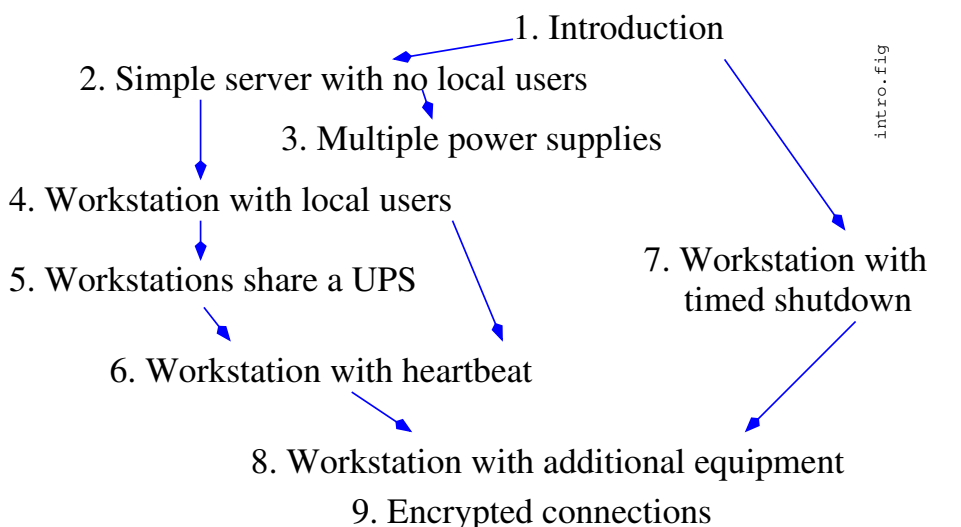 1. Introduction
intro.fig
2. Simple server with no local users
3. Multiple power supplies
4. Workstation with local users
5. Workstations share a UPS
7. Workstation with
timed shutdown
6. Workstation with heartbeat
8. Workstation with additional equipment
9. Encrypted connections